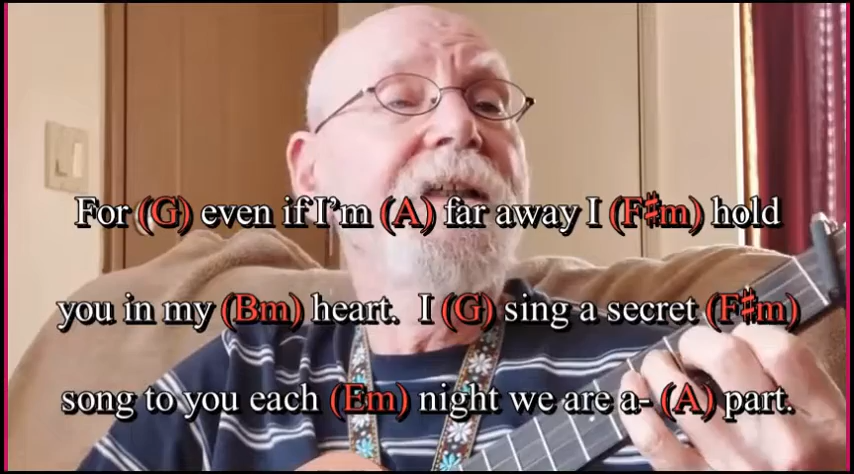 For (G) even if I'm (A) far away I (F♯m) hold
you in my (Bm) heart. I (G) sing a secret (F♯m)
song to you each (Em) night we are a- (A) part.